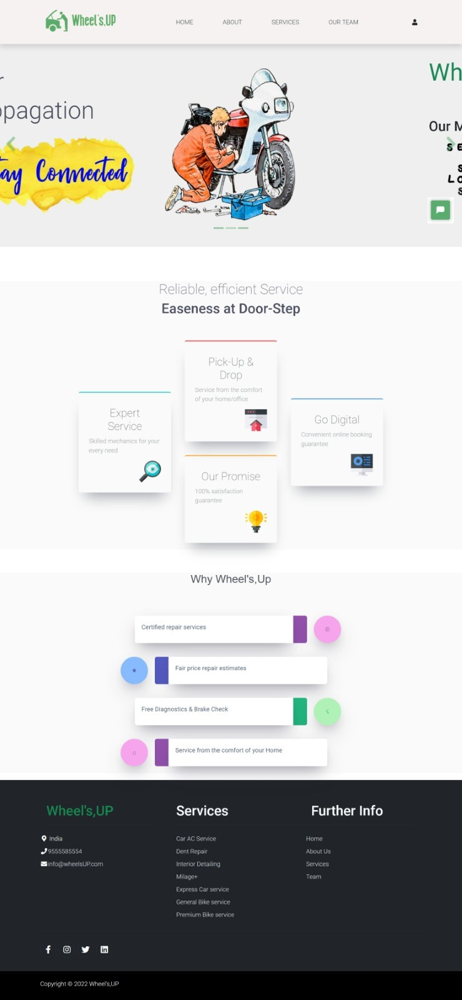 Wheel's.UP
HOME
ABOUT
SERVICES
OUR TEAM
Connected
Our
Reliable, efficient Service
Easeness at Door-Step
Pick-Up &
Drop
Service from the comfort
of your home/office
Expert
Service
Skilled mechanics for your
every need
Go Digital
Convenient online booking
guarantee
Our Promise
100% satisfaction
guarantee
Why Wheel's,Up
Certified repair services
Fair price repair estimates
Free Diagnostics & Brake Check
Service from the comfort of your Home
Wheel's,UP
India
9555585554
info@wheelsUP.com
Services
Car AC Service
Dent Repair
Interior Detailing
Milage+
Express Car service
General Bike service
Premium Bike service
Further Info
Home
About Us
Services
Team
Copyright © 2022 Wheel's,UP